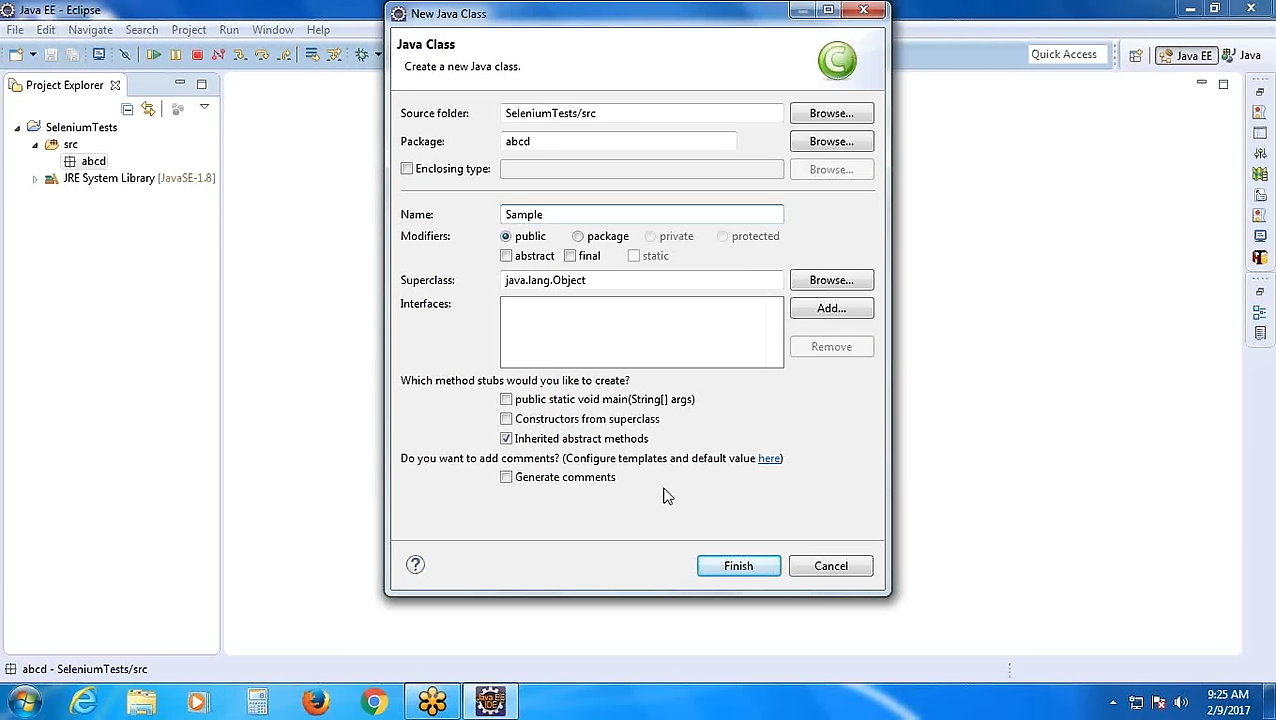 Java EE - Eclipse
New Java Class
File Edit Navigate Search Project Run Window Help
Java Class
Create a new Java class.
C
Quick Access
Java EE
Java
Project Explorer
SeleniumTests
src
abcd
JRE System Library [JavaSE-1.8]
Source folder: SeleniumTests/src Browse...
Package: abcd Browse...
Enclosing type: Browse...
Name: Sample
Modifiers: public package private protected
abstract final static
Superclass: java.lang.Object Browse...
Interfaces: Add...
Remove
Which method stubs would you like to create?
public static void main(String[] args)
Constructors from superclass
Inherited abstract methods
Do you want to add comments? (Configure templates and default value here)
Generate comments
? Finish Cancel
abcd - SeleniumTests/src
Java EE
IDE
9:25 AM
2/9/2017